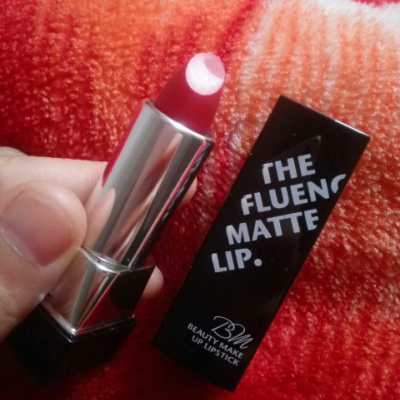 THE
FLUENC
MATTE
LIP.
BM
BEAUTY MAKE
UP LIPSTICK